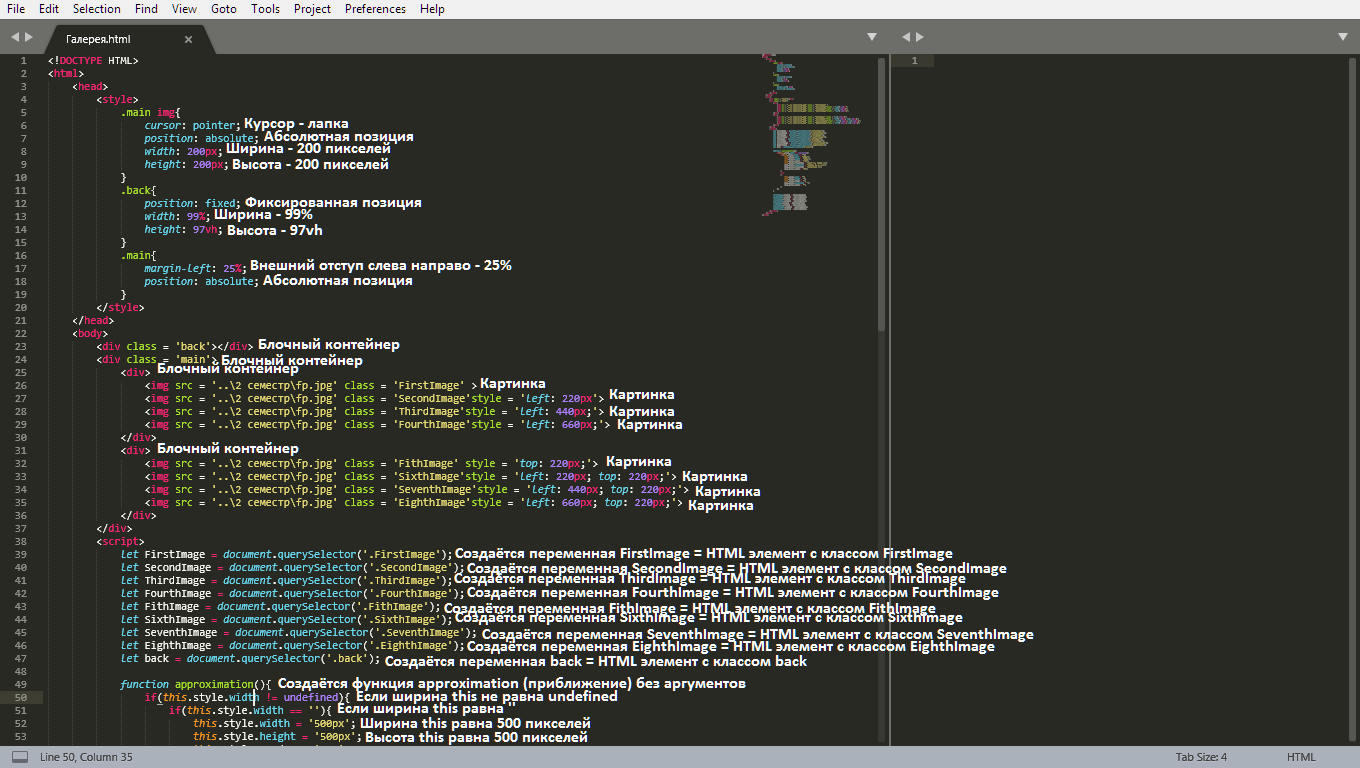 File Edit Selection Find View Goto Tools Project Preferences Help
Галерея.html ×
1 <!DOCTYPE HTML>
2 <html>
3 <head>
4 <style>
5 .main img{
6 cursor: pointer; Курсор - лапка
7 position: absolute; Абсолютная позиция
8 width: 200px; Ширина - 200 пикселей
9 height: 200px; Высота - 200 пикселей
10 }
11 .back{
12 position: fixed; Фиксированная позиция
13 width: 99%; Ширина - 99%
14 height: 97vh; Высота - 97vh
15 }
16 .main{
17 margin-left: 25%; Внешний отступ слева направо - 25%
18 position: absolute; Абсолютная позиция
19 }
20 </style>
21 </head>
22 <body>
23 <div class = 'back'></div> Блочный контейнер
24 <div class = 'main'> Блочный контейнер
25 <div> Блочный контейнер
26 <img src = '..\2 семестр\fp.jpg' class = 'FirstImage' > Картинка
27 <img src = '..\2 семестр\fp.jpg' class = 'SecondImage'style = 'left: 220px'> Картинка
28 <img src = '..\2 семестр\fp.jpg' class = 'ThirdImage'style = 'left: 440px;'> Картинка
29 <img src = '..\2 семестр\fp.jpg' class = 'FourthImage'style = 'left: 660px;'> Картинка
30 </div>
31 <div> Блочный контейнер
32 <img src = '..\2 семестр\fp.jpg' class = 'FithImage' style = 'top: 220px;'> Картинка
33 <img src = '..\2 семестр\fp.jpg' class = 'SixthImage'style = 'left: 220px; top: 220px;'> Картинка
34 <img src = '..\2 семестр\fp.jpg' class = 'SeventhImage'style = 'left: 440px; top: 220px;'> Картинка
35 <img src = '..\2 семестр\fp.jpg' class = 'EighthImage'style = 'left: 660px; top: 220px;'> Картинка
36 </div>
37 </div>
38 <script>
39 let FirstImage = document.querySelector('.FirstImage'); Создаётся переменная FirstImage = HTML элемент с классом FirstImage
40 let SecondImage = document.querySelector('.SecondImage'); Создаётся переменная SecondImage = HTML элемент с классом SecondImage
41 let ThirdImage = document.querySelector('.ThirdImage'); Создаётся переменная ThirdImage = HTML элемент с классом ThirdImage
42 let FourthImage = document.querySelector('.FourthImage'); Создаётся переменная FourthImage = HTML элемент с классом FourthImage
43 let FithImage = document.querySelector('.FithImage'); Создаётся переменная FithImage = HTML элемент с классом FithImage
44 let SixthImage = document.querySelector('.SixthImage'); Создаётся переменная SixthImage = HTML элемент с классом SixthImage
45 let SeventhImage = document.querySelector('.SeventhImage'); Создаётся переменная SeventhImage = HTML элемент с классом SeventhImage
46 let EighthImage = document.querySelector('.EighthImage'); Создаётся переменная EighthImage = HTML элемент с классом EighthImage
47 let back = document.querySelector('.back'); Создаётся переменная back = HTML элемент с классом back
48
49 function approximation(){ Создаётся функция approximation (приближение) без аргументов
50 if(this.style.width != undefined){ Если ширина this не равна undefined
51 if(this.style.width == ''){ Если ширина this равна ''
52 this.style.width = '500px'; Ширина this равна 500 пикселей
53 this.style.height = '500px'; Высота this равна 500 пикселей
1
Line 50, Column 35 Tab Size: 4 HTML